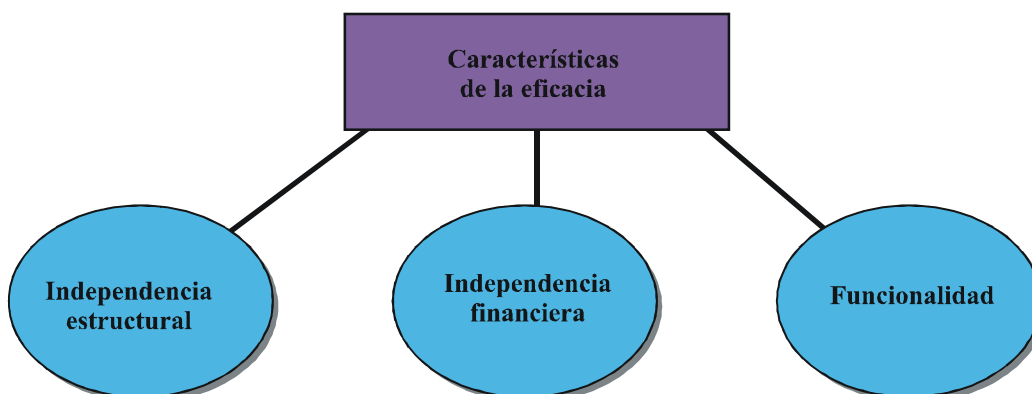 Características
de la eficacia
Independencia
estructural
Independencia
financiera
Funcionalidad